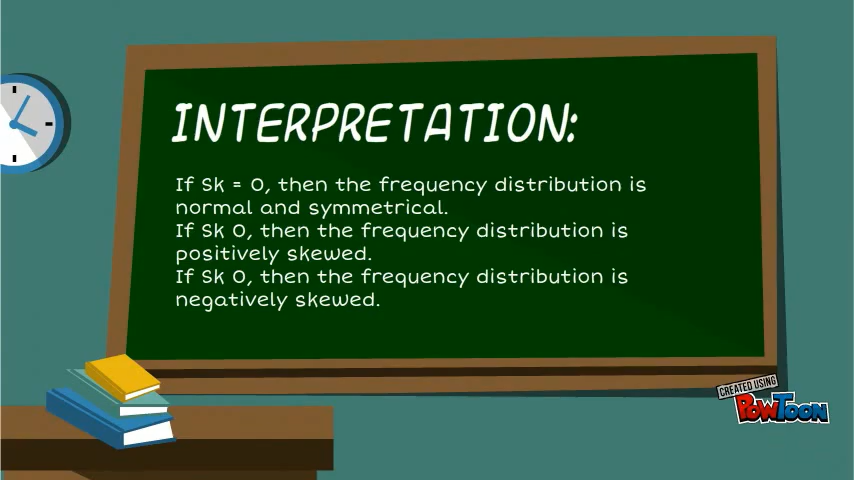 INTERPRETATION:
If Sk = 0, then the frequency distribution is
normal and symmetrical.
If Sk 0, then the frequency distribution is
positively skewed.
If Sk 0, then the frequency distribution is
negatively skewed.
CREATED USING
POWTOON